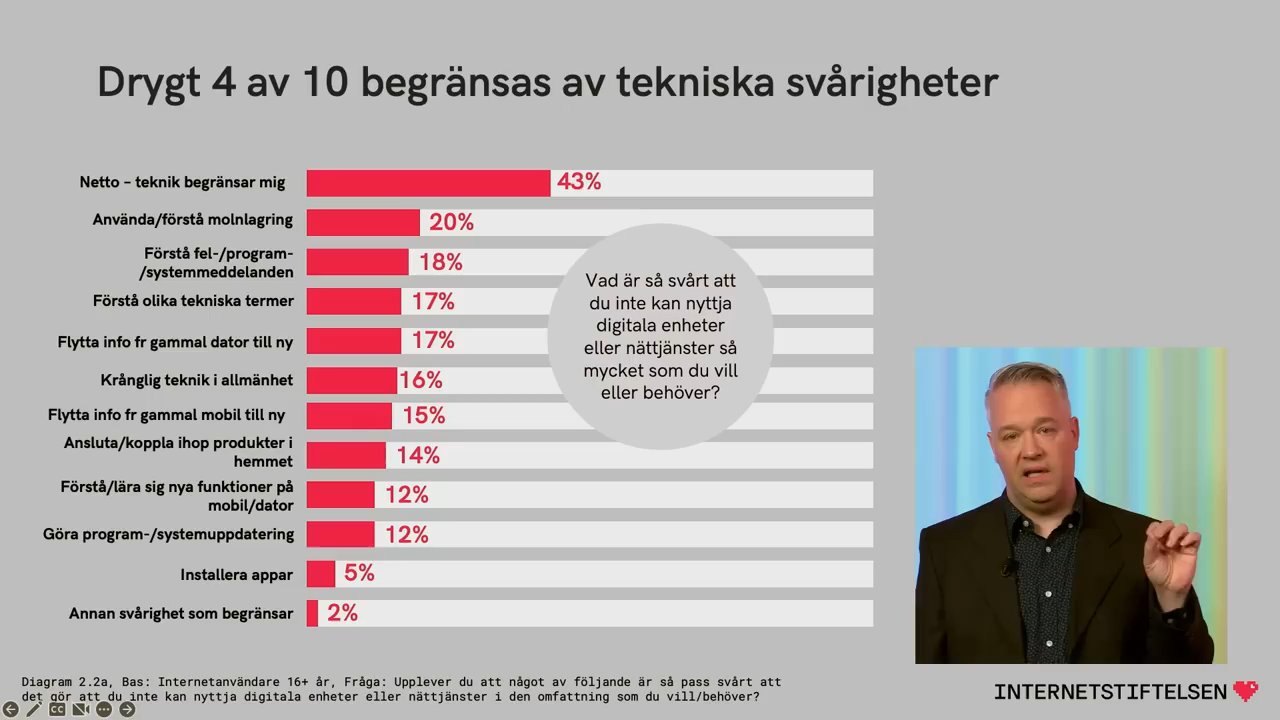 Drygt 4 av 10 begränsas av tekniska svårigheter
Netto – teknik begränsar mig 43%
Använda/förstå molnlagring 20%
Förstå fel-/program-
/systemmeddelanden 18%
Förstå olika tekniska termer 17%
Flytta info fr gammal dator till ny 17%
Krånglig teknik i allmänhet 16%
Flytta info fr gammal mobil till ny 15%
Ansluta/koppla ihop produkter i
hemmet 14%
Förstå/lära sig nya funktioner på
mobil/dator 12%
Göra program-/systemuppdatering 12%
Installera appar 5%
Annan svårighet som begränsar 2%
Vad är så svårt att
du inte kan nyttja
digitala enheter
eller nättjänster så
mycket som du vill
eller behöver?
Diagram 2.2a, Bas: Internetanvändare 16+ år, Fråga: Upplever du att något av följande är så pass svårt att
det gör att du inte kan nyttja digitala enheter eller nättjänster i den omfattning som du vill/behöver?
CC
INTERNETSTIFTELSEN